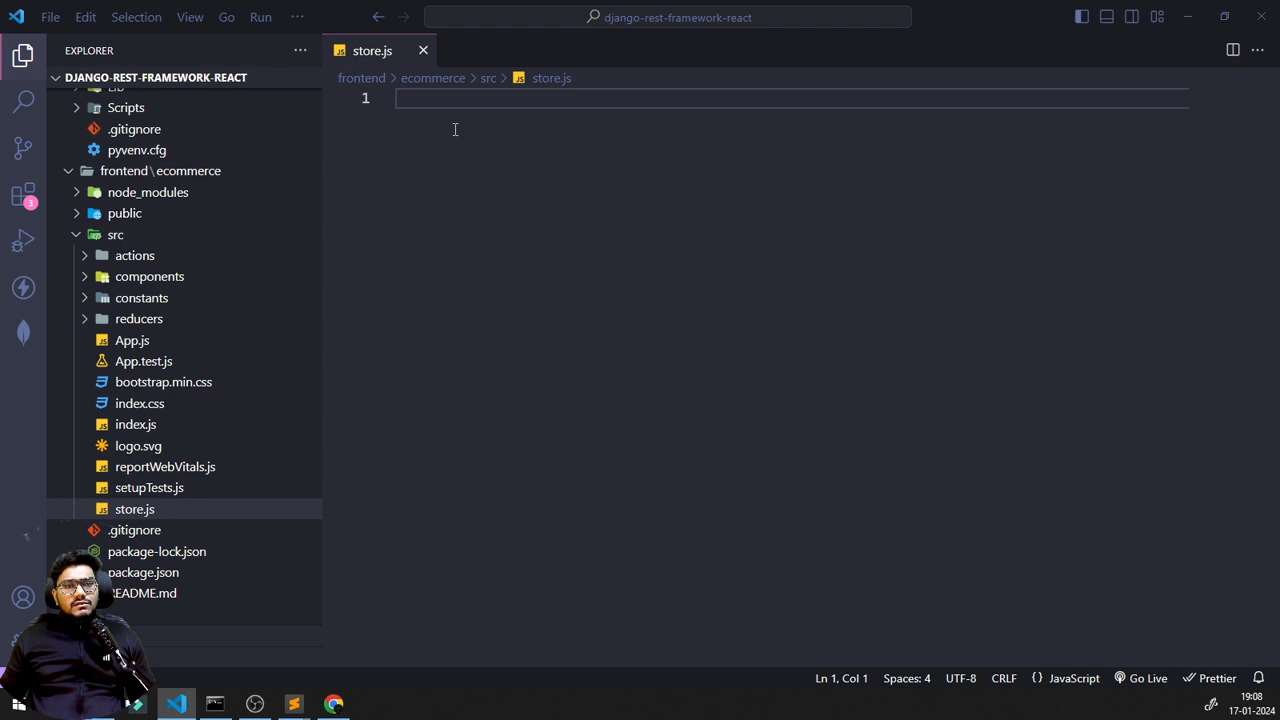 File Edit Selection View Go Run ···
django-rest-framework-react
EXPLORER ···
store.js
DJANGO-REST-FRAMEWORK-REACT
frontend > ecommerce > src > JS store.js
Lib
Scripts
.gitignore
pyvenv.cfg
frontend\ecommerce
node_modules
public
src
actions
components
constants
reducers
App.js
App.test.js
bootstrap.min.css
index.css
index.js
logo.svg
reportWebVitals.js
setupTests.js
store.js
.gitignore
package-lock.json
package.json
README.md
1
3
Ln 1, Col 1 Spaces: 4 UTF-8 CRLF { } JavaScript Go Live Prettier
19:08
17-01-2024